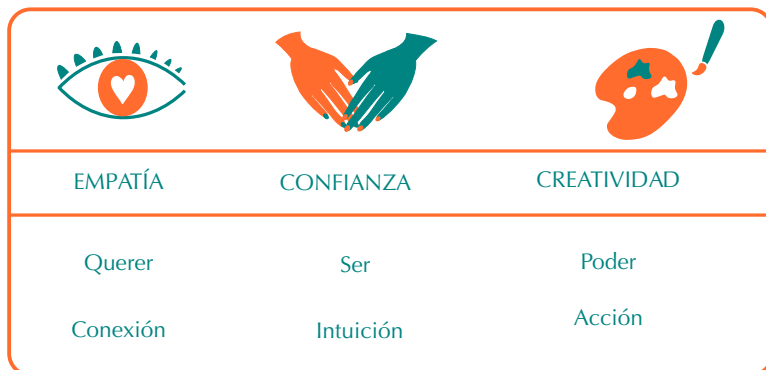 EMPATÍA
CONFIANZA
CREATIVIDAD
Querer
Ser
Poder
Conexión
Intuición
Acción